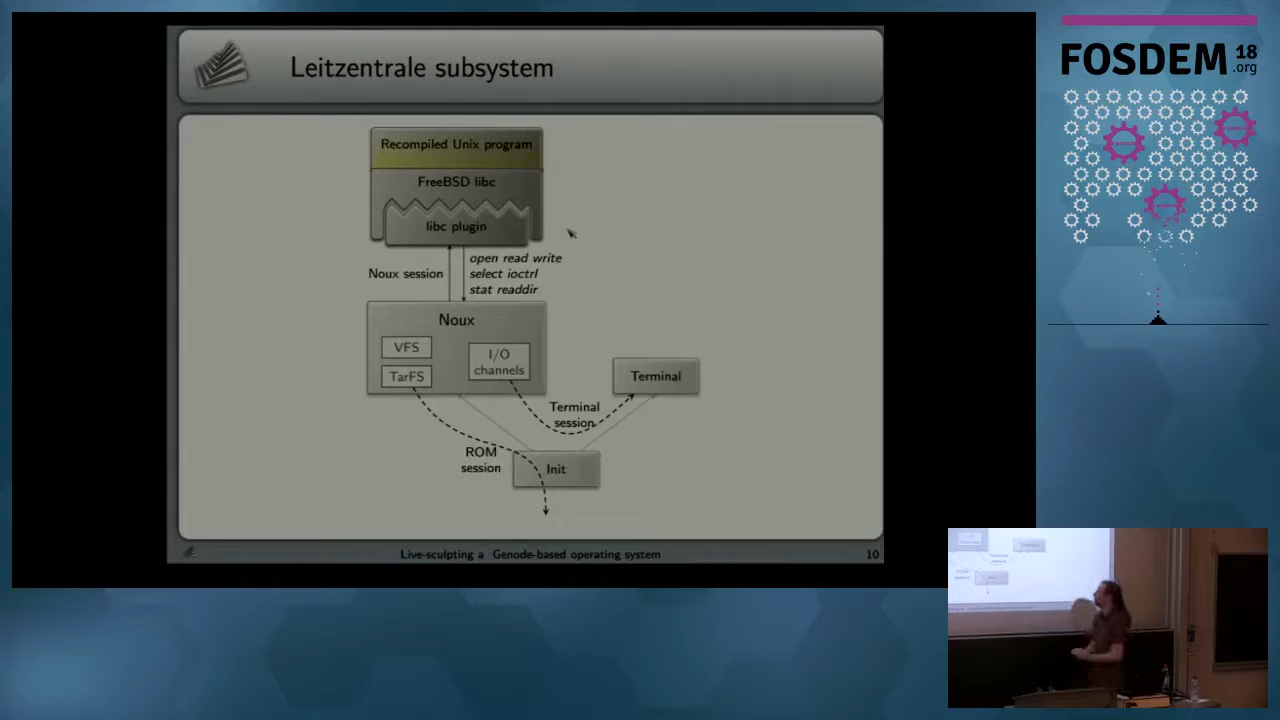 Leitzentrale subsystem
Recompiled Unix program
FreeBSD libc
libc plugin
Noux session
open read write
select ioctrl
stat readdir
Noux
VFS
TarFS
I/O
channels
Terminal
Terminal
session
ROM
session
Init
Live-sculpting a Genode-based operating system
10
FOSDEM 18
.org